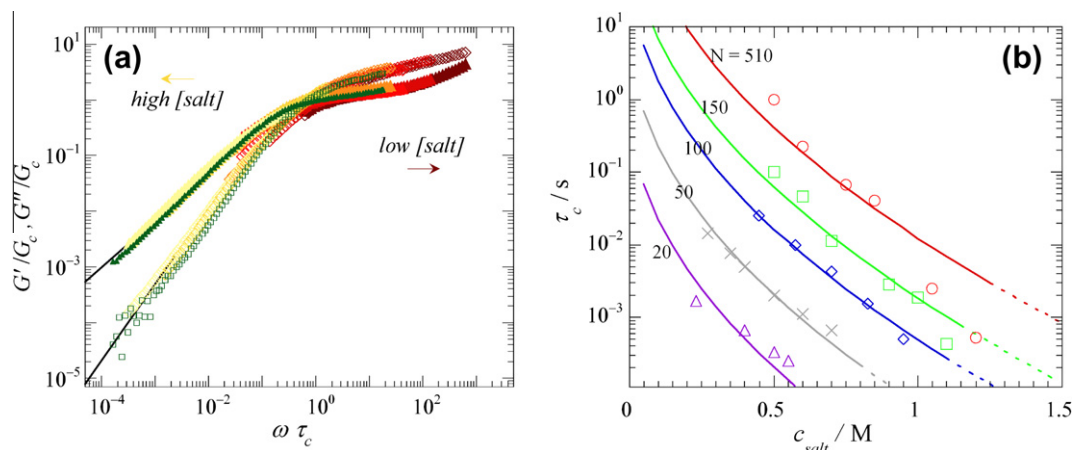 (a)
high [salt]
low [salt]
10^1
10^-1
10^-3
10^-5
G'/G_c , G''/G_c
10^-4
10^-2
10^0
10^2
ω τ_c
(b)
N = 510
150
100
50
20
10^1
10^0
10^-1
10^-2
10^-3
τ_c / s
0
0.5
1
1.5
c_salt / M